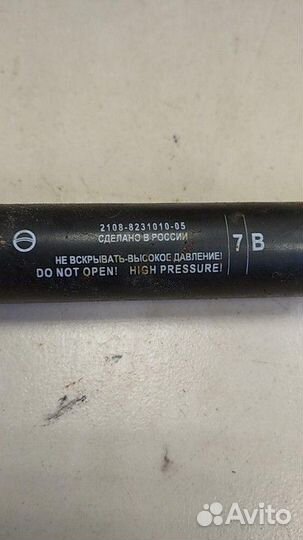 2108-8231010-05
СДЕЛАНО В РОССИИ
7 B
НЕ ВСКРЫВАТЬ-ВЫСОКОЕ ДАВЛЕНИЕ!
DO NOT OPEN! HIGH PRESSURE!
Avito